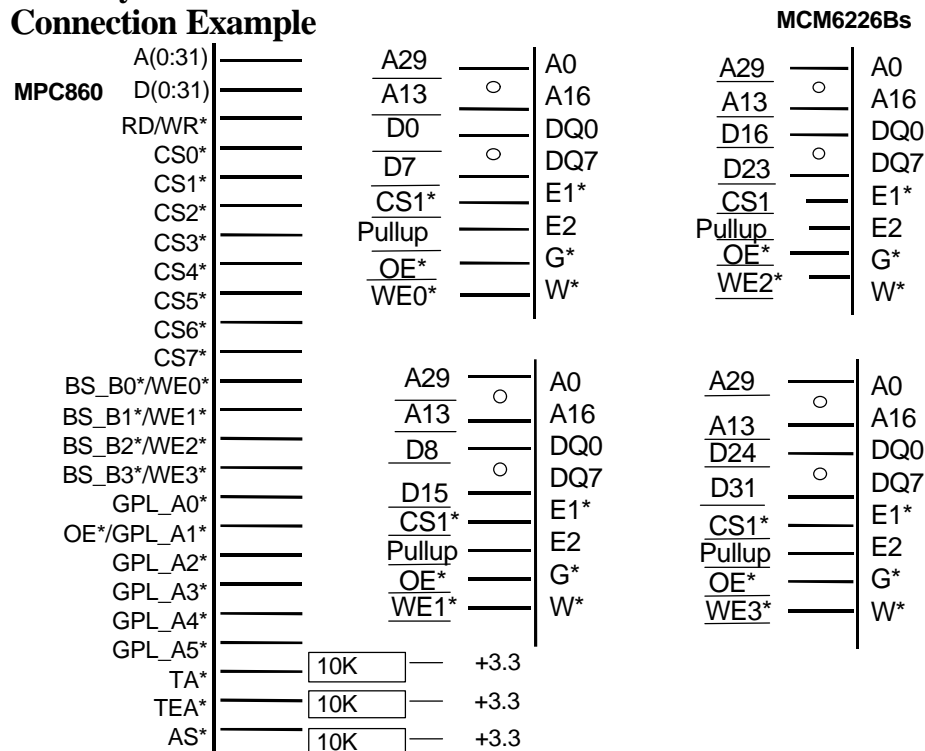 Connection Example
MCM6226Bs
MPC860
A(0:31)
D(0:31)
RD/WR*
CS0*
CS1*
CS2*
CS3*
CS4*
CS5*
CS6*
CS7*
BS_B0*/WE0*
BS_B1*/WE1*
BS_B2*/WE2*
BS_B3*/WE3*
GPL_A0*
OE*/GPL_A1*
GPL_A2*
GPL_A3*
GPL_A4*
GPL_A5*
TA*
TEA*
AS*
10K +3.3
10K +3.3
10K +3.3
A29 A0
A13 A16
D0 DQ0
D7 DQ7
CS1* E1*
Pullup E2
OE* G*
WE0* W*
A29 A0
A13 A16
D16 DQ0
D23 DQ7
CS1 E1*
Pullup E2
OE* G*
WE2* W*
A29 A0
A13 A16
D8 DQ0
D15 DQ7
CS1* E1*
Pullup E2
OE* G*
WE1* W*
A29 A0
A13 A16
D24 DQ0
D31 DQ7
CS1* E1*
Pullup E2
OE* G*
WE3* W*